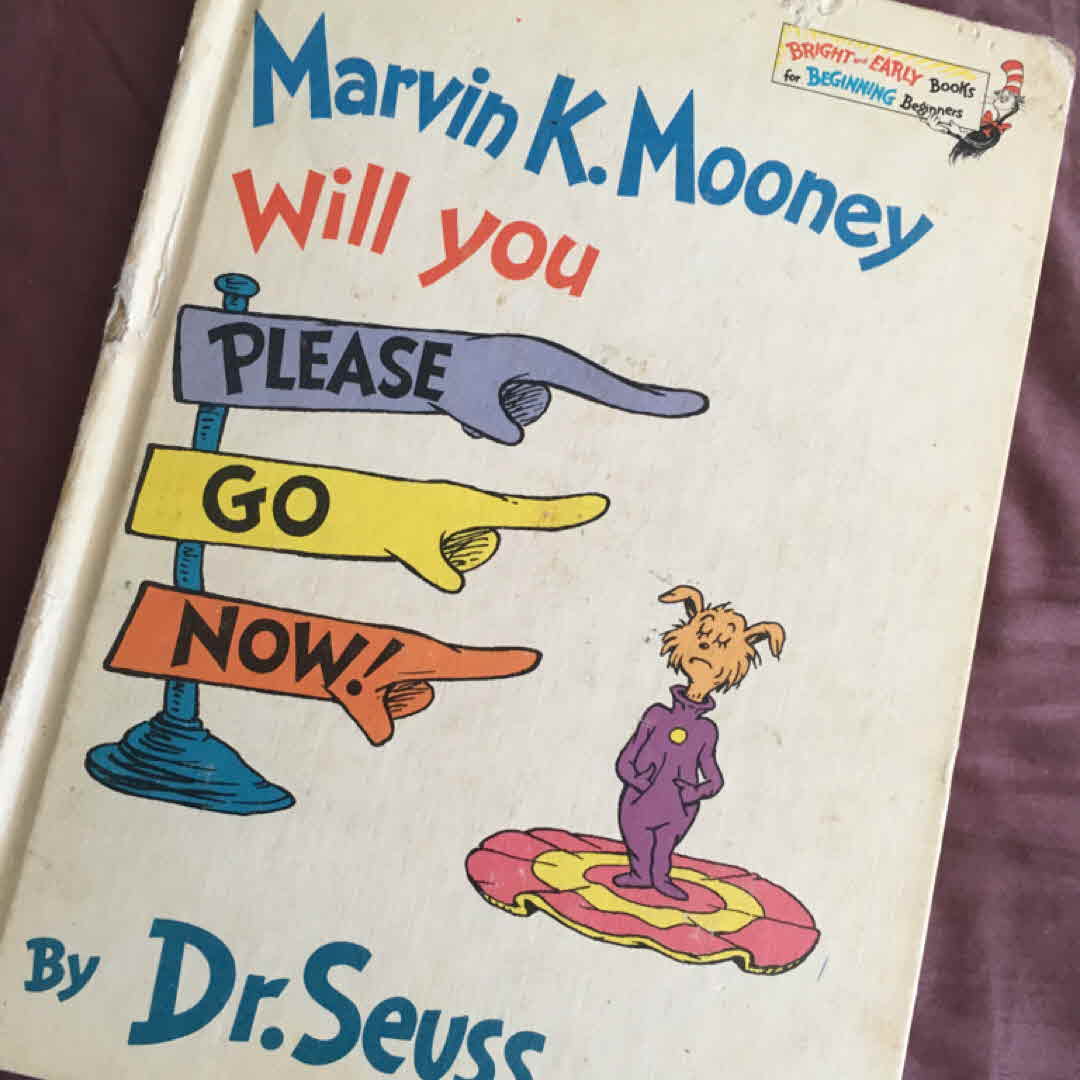 BRIGHT and EARLY Books
for BEGINNING Beginners
Marvin K. Mooney
Will you
PLEASE
GO
NOW!
By Dr. Seuss